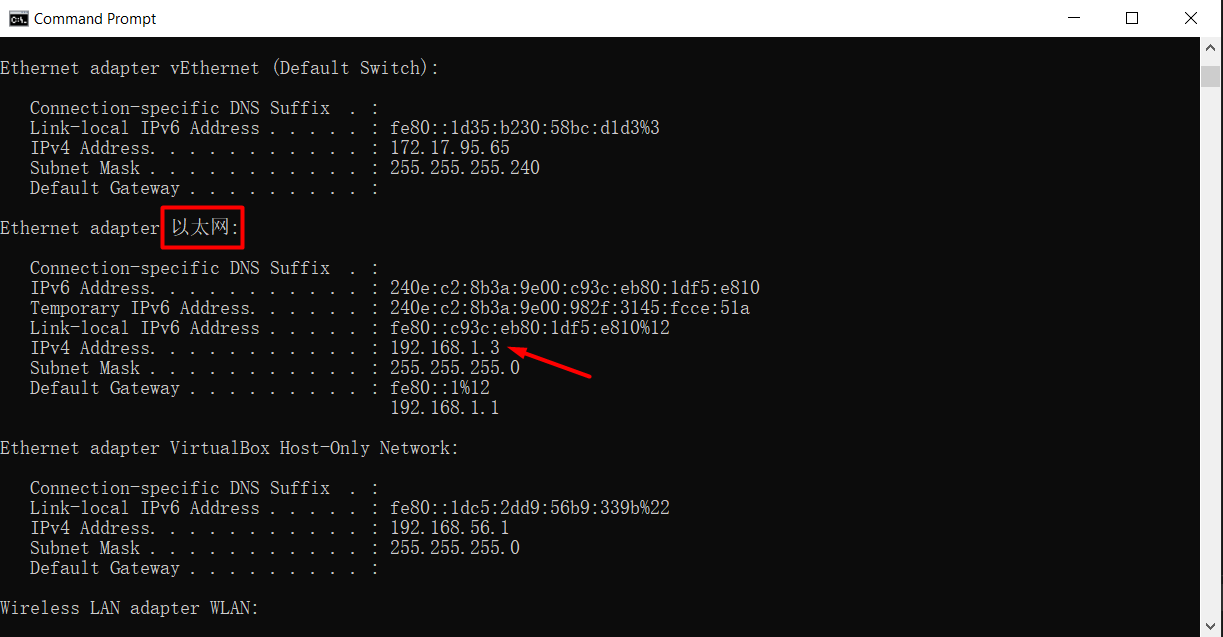 Command Prompt
Ethernet adapter vEthernet (Default Switch):
Connection-specific DNS Suffix . :
Link-local IPv6 Address . . . . . : fe80::1d35:b230:58bc:d1d3%3
IPv4 Address. . . . . . . . . . . : 172.17.95.65
Subnet Mask . . . . . . . . . . . : 255.255.255.240
Default Gateway . . . . . . . . . :
Ethernet adapter 以太网:
Connection-specific DNS Suffix . :
IPv6 Address. . . . . . . . . . . : 240e:c2:8b3a:9e00:c93c:eb80:1df5:e810
Temporary IPv6 Address. . . . . . : 240e:c2:8b3a:9e00:982f:3145:fcce:51a
Link-local IPv6 Address . . . . . : fe80::c93c:eb80:1df5:e810%12
IPv4 Address. . . . . . . . . . . : 192.168.1.3
Subnet Mask . . . . . . . . . . . : 255.255.255.0
Default Gateway . . . . . . . . . : fe80::1%12
192.168.1.1
Ethernet adapter VirtualBox Host-Only Network:
Connection-specific DNS Suffix . :
Link-local IPv6 Address . . . . . : fe80::1dc5:2dd9:56b9:339b%22
IPv4 Address. . . . . . . . . . . : 192.168.56.1
Subnet Mask . . . . . . . . . . . : 255.255.255.0
Default Gateway . . . . . . . . . :
Wireless LAN adapter WLAN: